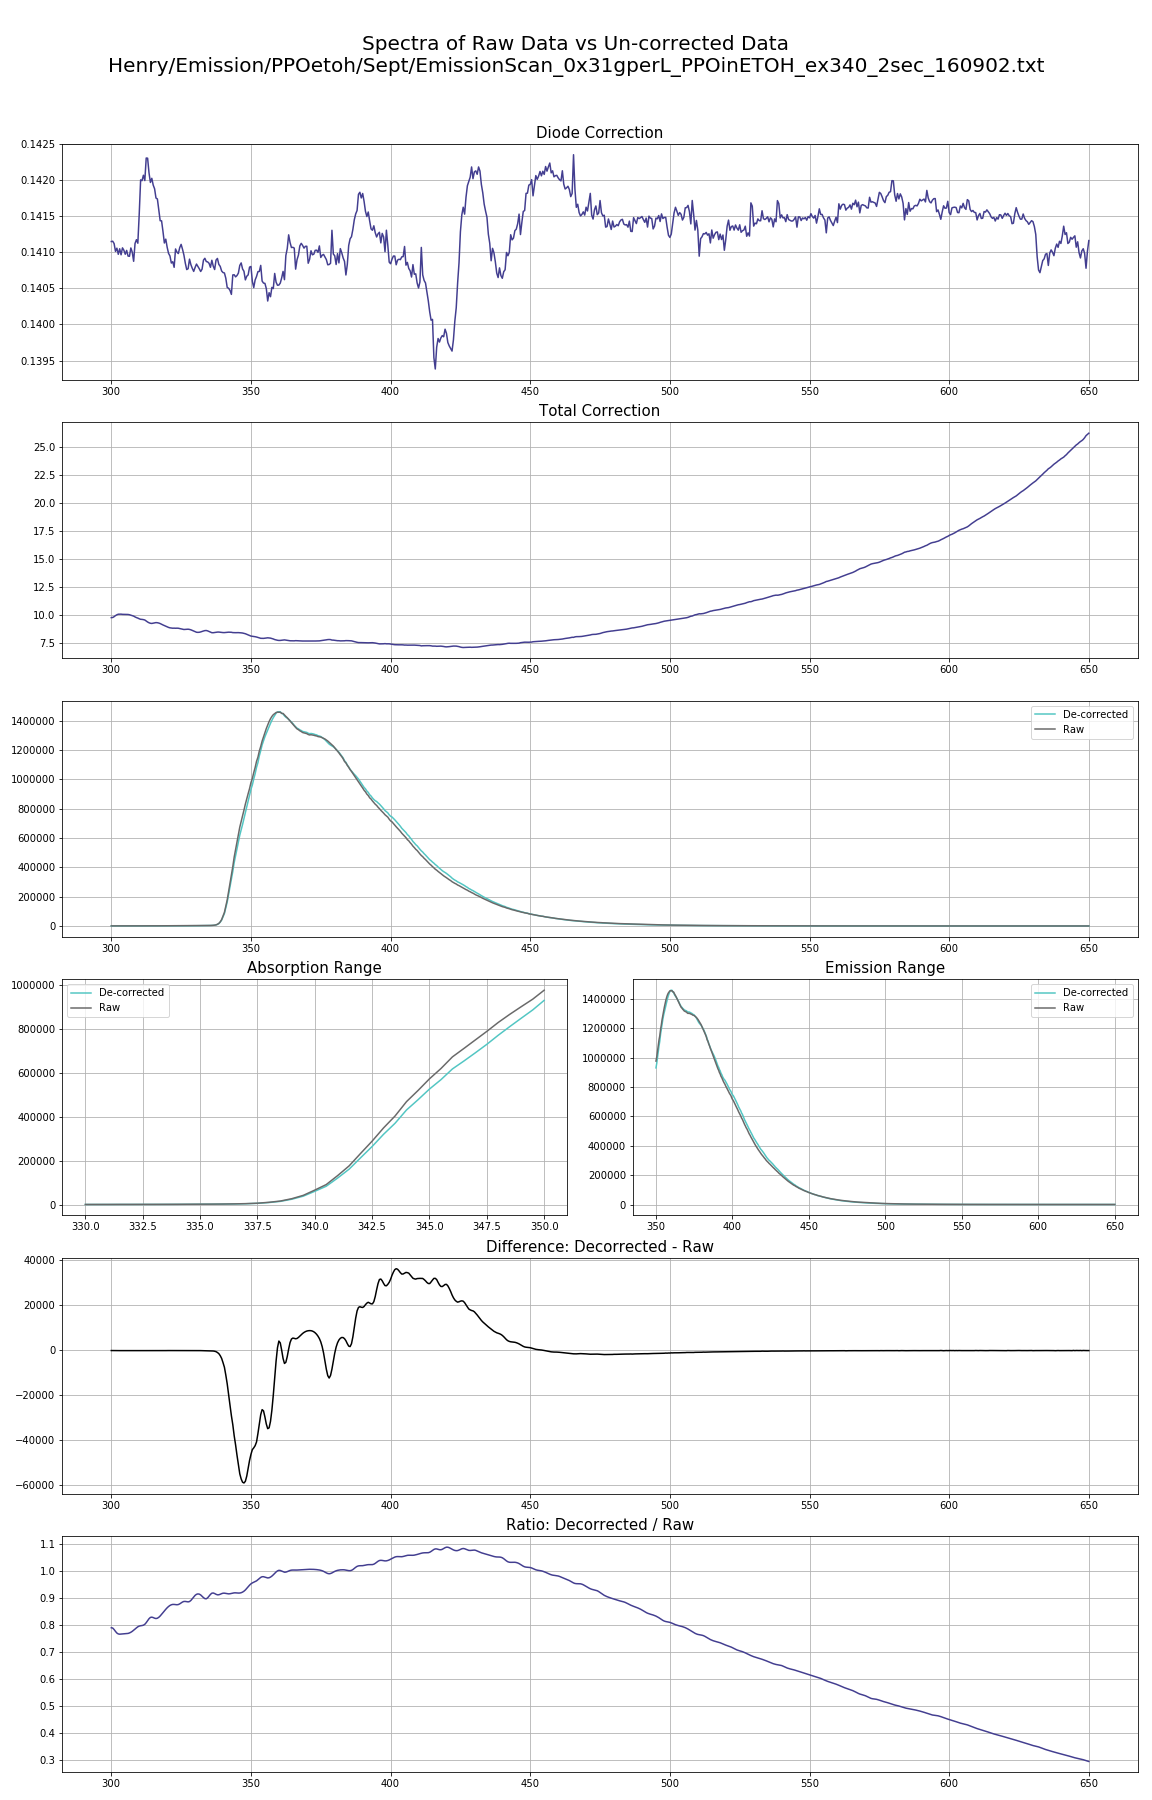 Spectra of Raw Data vs Un-corrected Data
Henry/Emission/PPOetoh/Sept/EmissionScan_0x31gperL_PPOinETOH_ex340_2sec_160902.txt
Diode Correction
0.1425
0.1420
0.1415
0.1410
0.1405
0.1400
0.1395
300 350 400 450 500 550 600 650
Total Correction
25.0
22.5
20.0
17.5
15.0
12.5
10.0
7.5
300 350 400 450 500 550 600 650
De-corrected
Raw
1400000
1200000
1000000
800000
600000
400000
200000
0
300 350 400 450 500 550 600 650
Absorption Range
De-corrected
Raw
1000000
800000
600000
400000
200000
0
330.0 332.5 335.0 337.5 340.0 342.5 345.0 347.5 350.0
Emission Range
De-corrected
Raw
1400000
1200000
1000000
800000
600000
400000
200000
0
350 400 450 500 550 600 650
Difference: Decorrected - Raw
40000
20000
0
−20000
−40000
−60000
300 350 400 450 500 550 600 650
Ratio: Decorrected / Raw
1.1
1.0
0.9
0.8
0.7
0.6
0.5
0.4
0.3
300 350 400 450 500 550 600 650